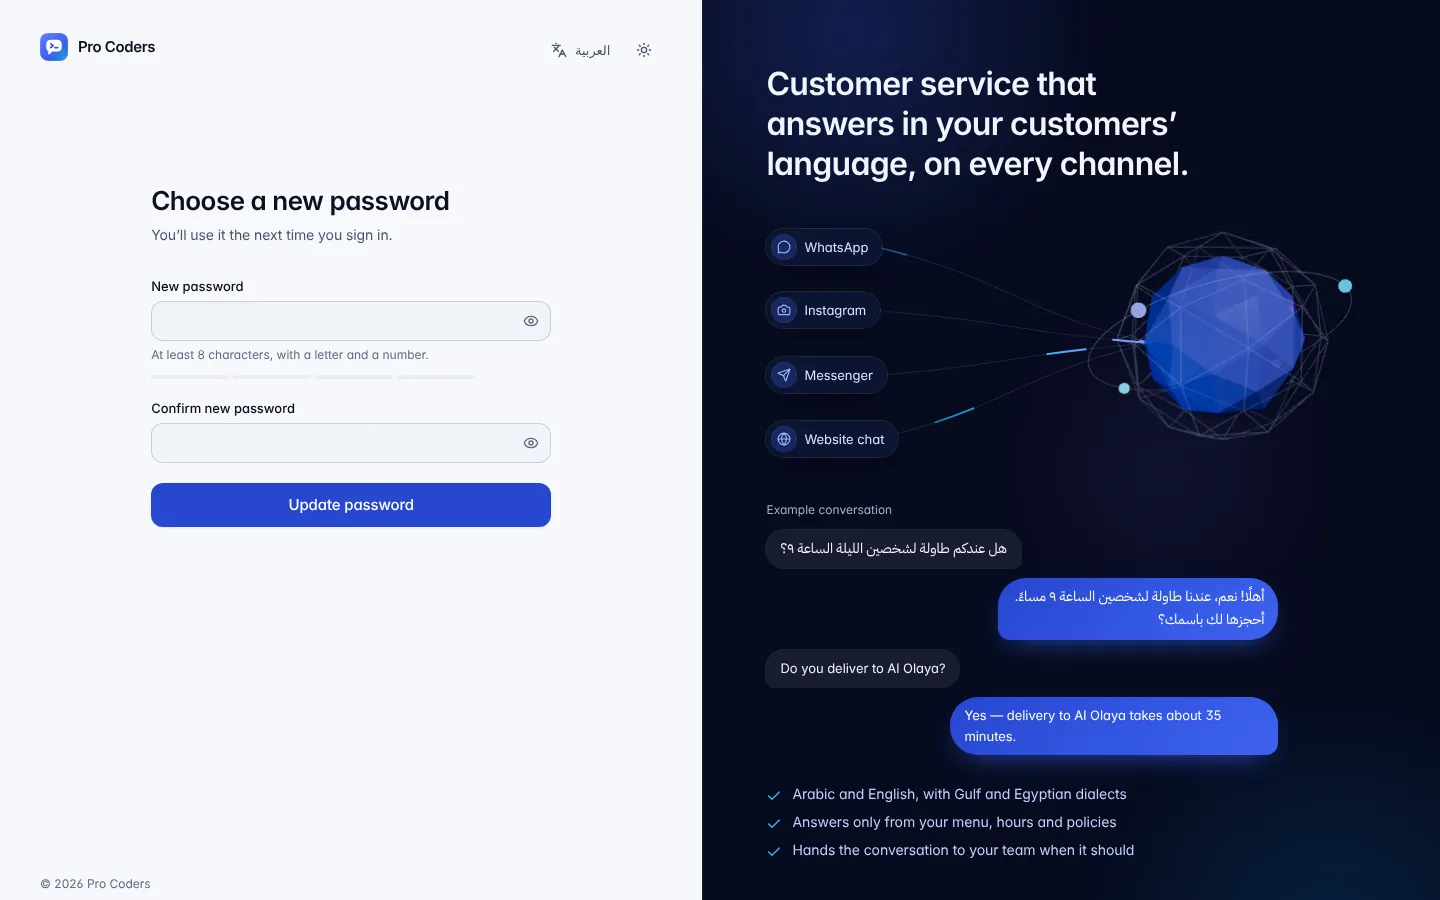 Pro Coders
العربية
Choose a new password
You’ll use it the next time you sign in.
New password
At least 8 characters, with a letter and a number.
Confirm new password
Update password
© 2026 Pro Coders
Customer service that
answers in your customers’
language, on every channel.
WhatsApp
Instagram
Messenger
Website chat
Example conversation
هل عندكم طاولة لشخصين الليلة الساعة ٩؟
أهلًا! نعم، عندنا طاولة لشخصين الساعة ٩ مساءً.
أحجزها لك باسمك؟
Do you deliver to Al Olaya?
Yes — delivery to Al Olaya takes about 35
minutes.
Arabic and English, with Gulf and Egyptian dialects
Answers only from your menu, hours and policies
Hands the conversation to your team when it should